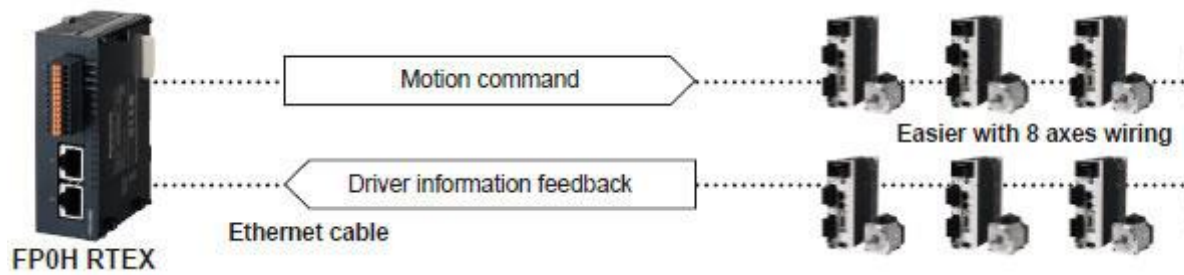 Motion command
Easier with 8 axes wiring
Driver information feedback
Ethernet cable
FP0H RTEX